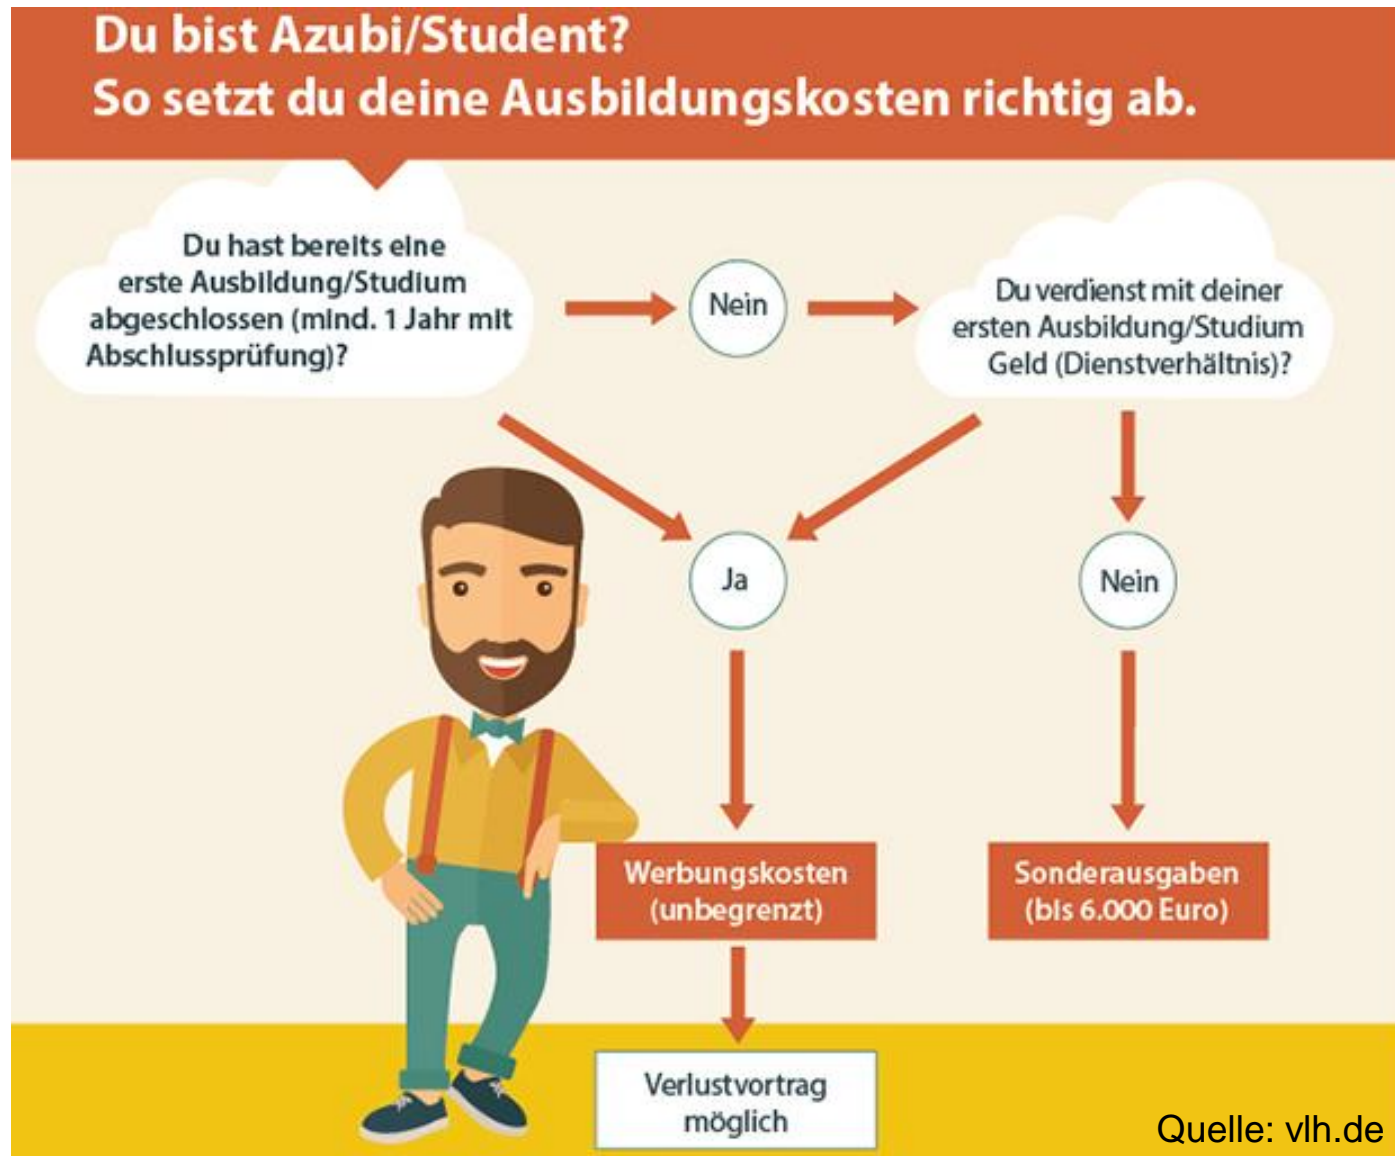 Du bist Azubi/Student?
So setzt du deine Ausbildungskosten richtig ab.
Du hast bereits eine
erste Ausbildung/Studium
abgeschlossen (mind. 1 Jahr mit
Abschlussprüfung)?
Nein
Du verdienst mit deiner
ersten Ausbildung/Studium
Geld (Dienstverhältnis)?
Ja
Nein
Werbungskosten
(unbegrenzt)
Sonderausgaben
(bis 6.000 Euro)
Verlustvortrag
möglich
Quelle: vlh.de